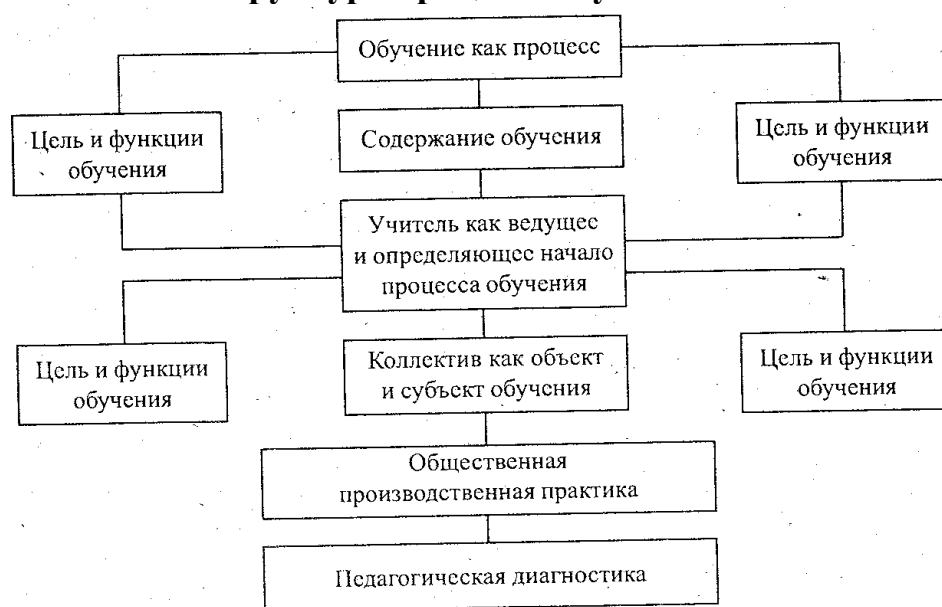 Обучение как процесс
Цель и функции
обучения
Содержание обучения
Цель и функции
обучения
Учитель как ведущее
и определяющее начало
процесса обучения
Цель и функции
обучения
Коллектив как объект
и субъект обучения
Цель и функции
обучения
Общественная
производственная практика
Педагогическая диагностика